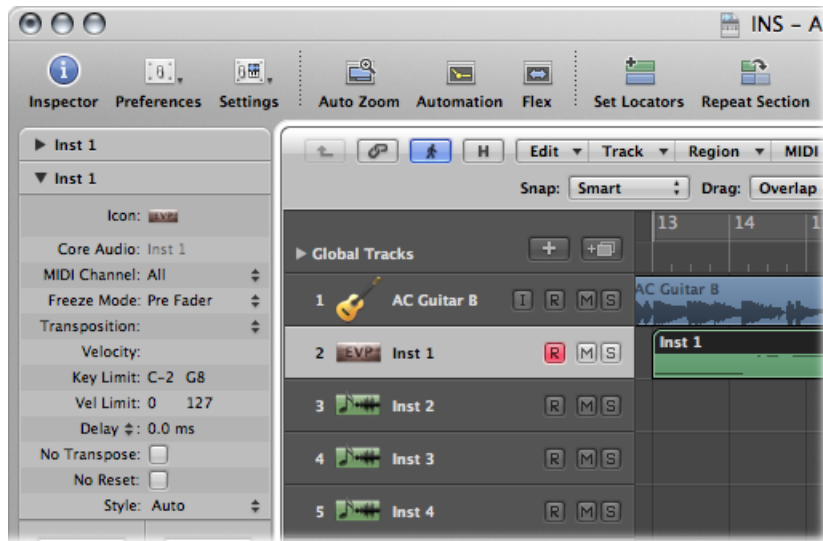 INS – A
Inspector Preferences Settings Auto Zoom Automation Flex Set Locators Repeat Section
Inst 1
H Edit Track Region MIDI
Inst 1
Snap: Smart Drag: Overlap
Icon: EVP
13 14 1
Core Audio: Inst 1
Global Tracks
MIDI Channel: All
Freeze Mode: Pre Fader
1 AC Guitar B I R M S
AC Guitar B
Transposition:
Velocity:
2 EVP Inst 1 R M S
Inst 1
Key Limit: C-2 G8
Vel Limit: 0 127
3 Inst 2 R M S
Delay: 0.0 ms
No Transpose:
4 Inst 3 R M S
No Reset:
Style: Auto
5 Inst 4 R M S